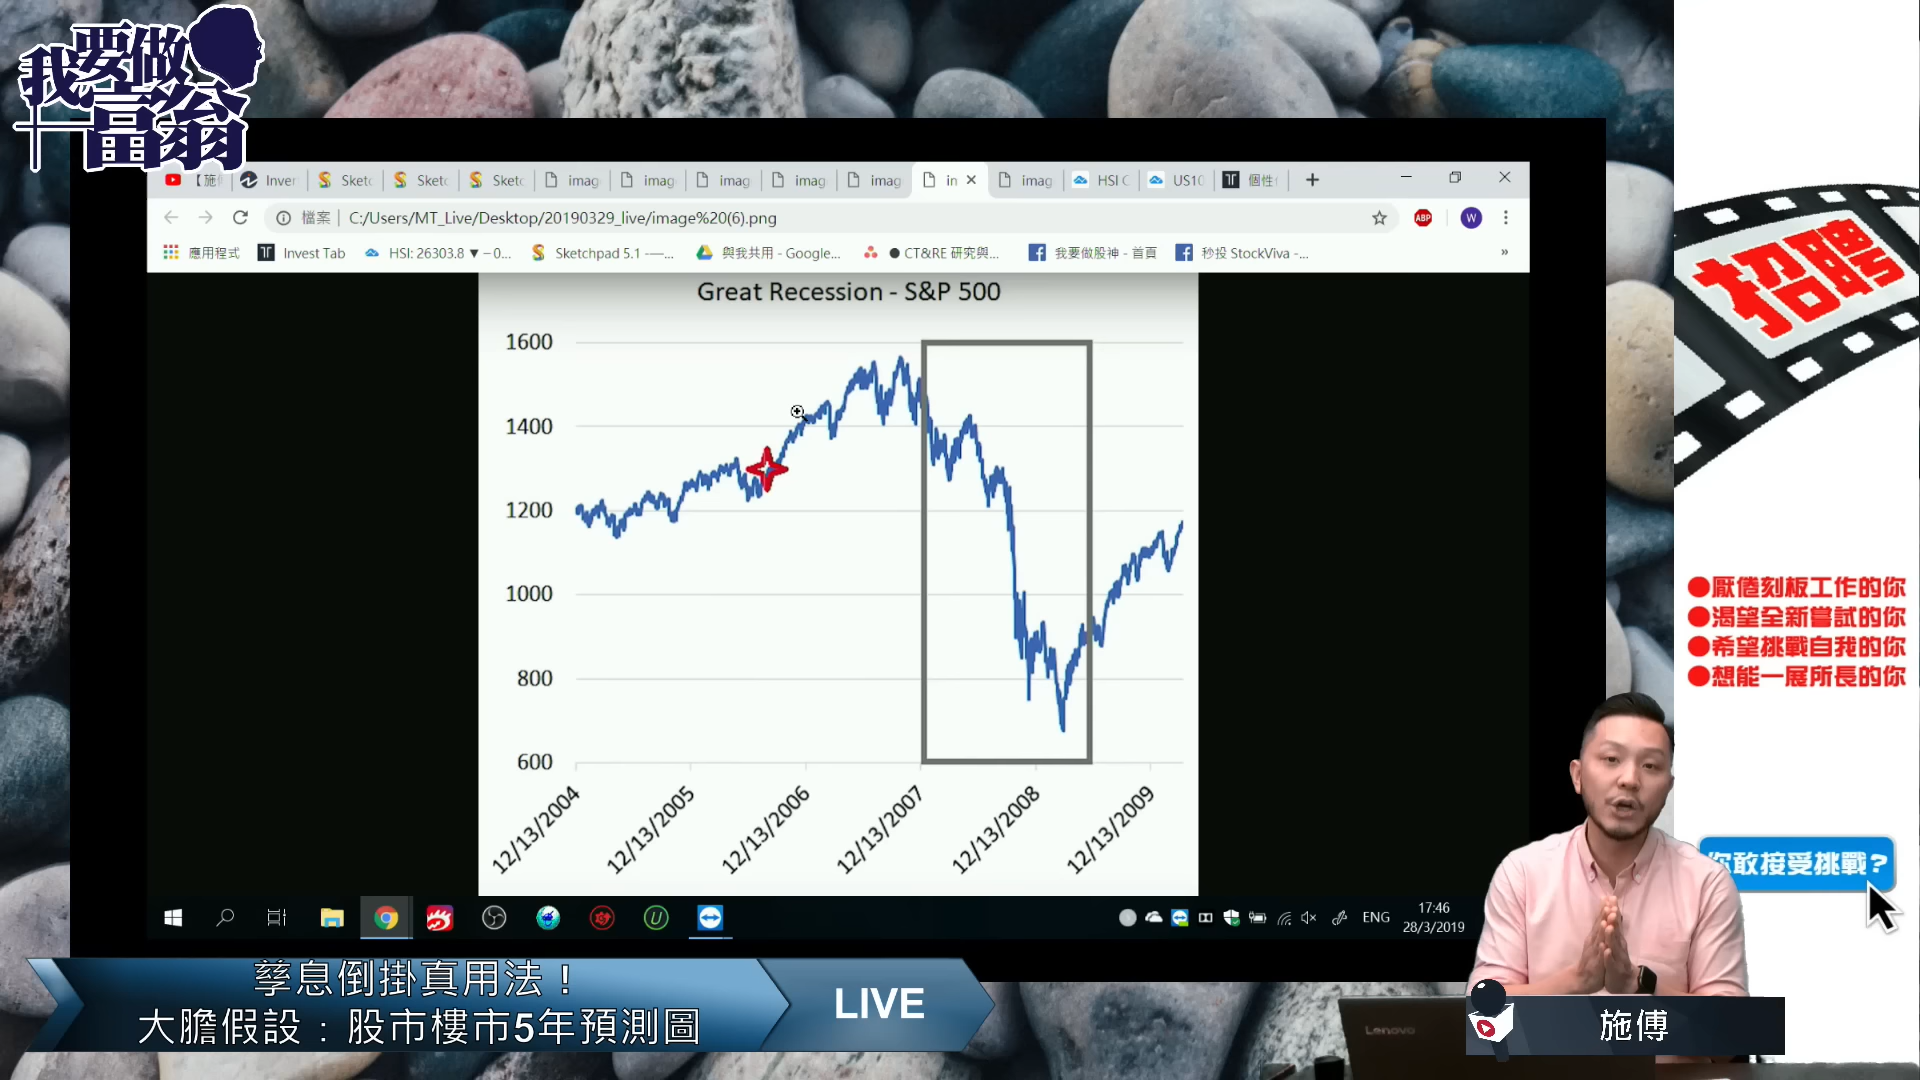 我要做
富翁
【施
Inver
Sketc
Sketc
Sketc
imag
imag
imag
imag
imag
in
imag
HSI C
US10
個性
檔案
C:/Users/MT_Live/Desktop/20190329_live/image%20(6).png
ABP
W
應用程式
Invest Tab
HSI: 26303.8 ▼ – 0...
Sketchpad 5.1 -—...
與我共用 - Google...
● CT&RE 研究與...
我要做股神 - 首頁
秒投 StockViva -...
»
Great Recession - S&P 500
1600
1400
1200
1000
800
600
12/13/2004
12/13/2005
12/13/2006
12/13/2007
12/13/2008
12/13/2009
ENG
17:46
28/3/2019
招聘
●厭倦刻板工作的你
●渴望全新嘗試的你
●希望挑戰自我的你
●想能一展所長的你
你敢接受挑戰?
孳息倒掛真用法！
大膽假設：股市樓市5年預測圖
LIVE
Lenovo
施傅